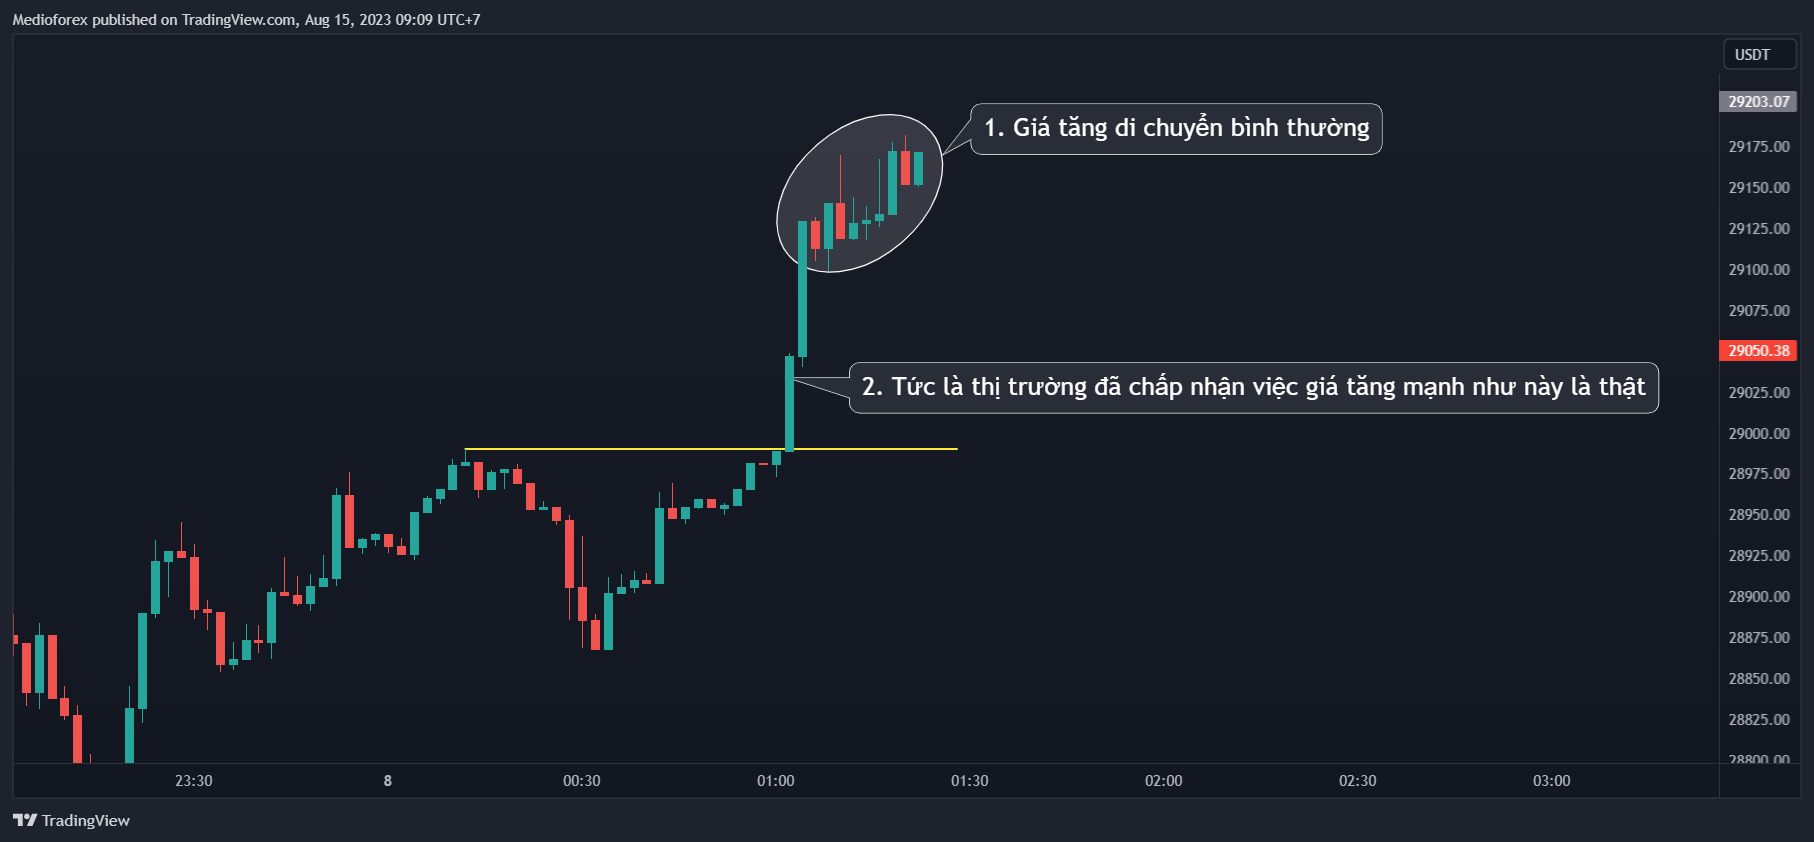 Medioforex published on TradingView.com, Aug 15, 2023 09:09 UTC+7
USDT
29203.07
1. Giá tăng di chuyển bình thường
29175.00
29150.00
29125.00
29100.00
29075.00
29050.38
2. Tức là thị trường đã chấp nhận việc giá tăng mạnh như này là thật
29025.00
29000.00
28975.00
28950.00
28925.00
28900.00
28875.00
28850.00
28825.00
28800.00
23:30 8 00:30 01:00 01:30 02:00 02:30 03:00
TradingView